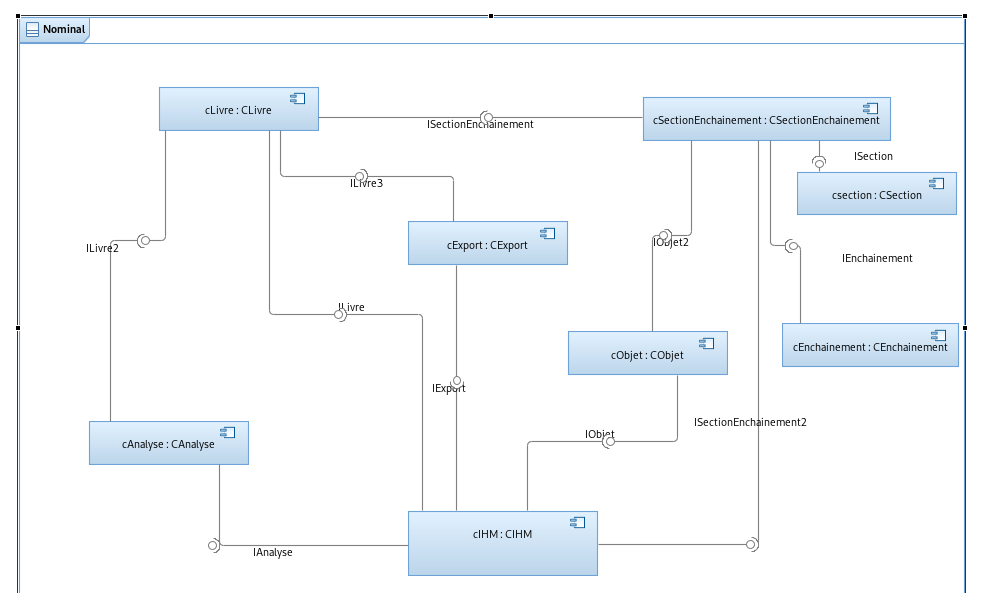 Nominal
cLivre : CLivre
ISectionEnchainement
cSectionEnchainement : CSectionEnchainement
ISection
ILivre3
csection : CSection
ILivre2
cExport : CExport
IObjet2
IEnchainement
ILivre
cEnchainement : CEnchainement
cObjet : CObjet
IExport
ISectionEnchainement2
IObjet
cAnalyse : CAnalyse
cIHM : CIHM
IAnalyse